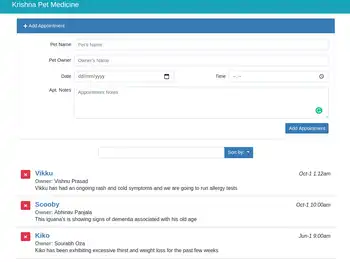 Krishna Pet Medicine
+ Add Appointment
Pet Name Pet's Name
Pet Owner Owner's Name
Date dd/mm/yyyy Time --:--
Apt. Notes Appointment Notes
Add Appointment
Sort by:
Vikku Oct-1 1:12am
Owner: Vishnu Prasad
Vikku has had an ongoing rash and cold symptoms and we are going to run allergy tests
Scooby Oct-1 10:00am
Owner: Abhindu Panjala
This Iguana's is showing signs of dementia associated with his old age
Kiko Jun-1 9:00am
Owner: Sourabh Oza
Kiko has been exhibiting excessive thirst and weight loss for the past few weeks